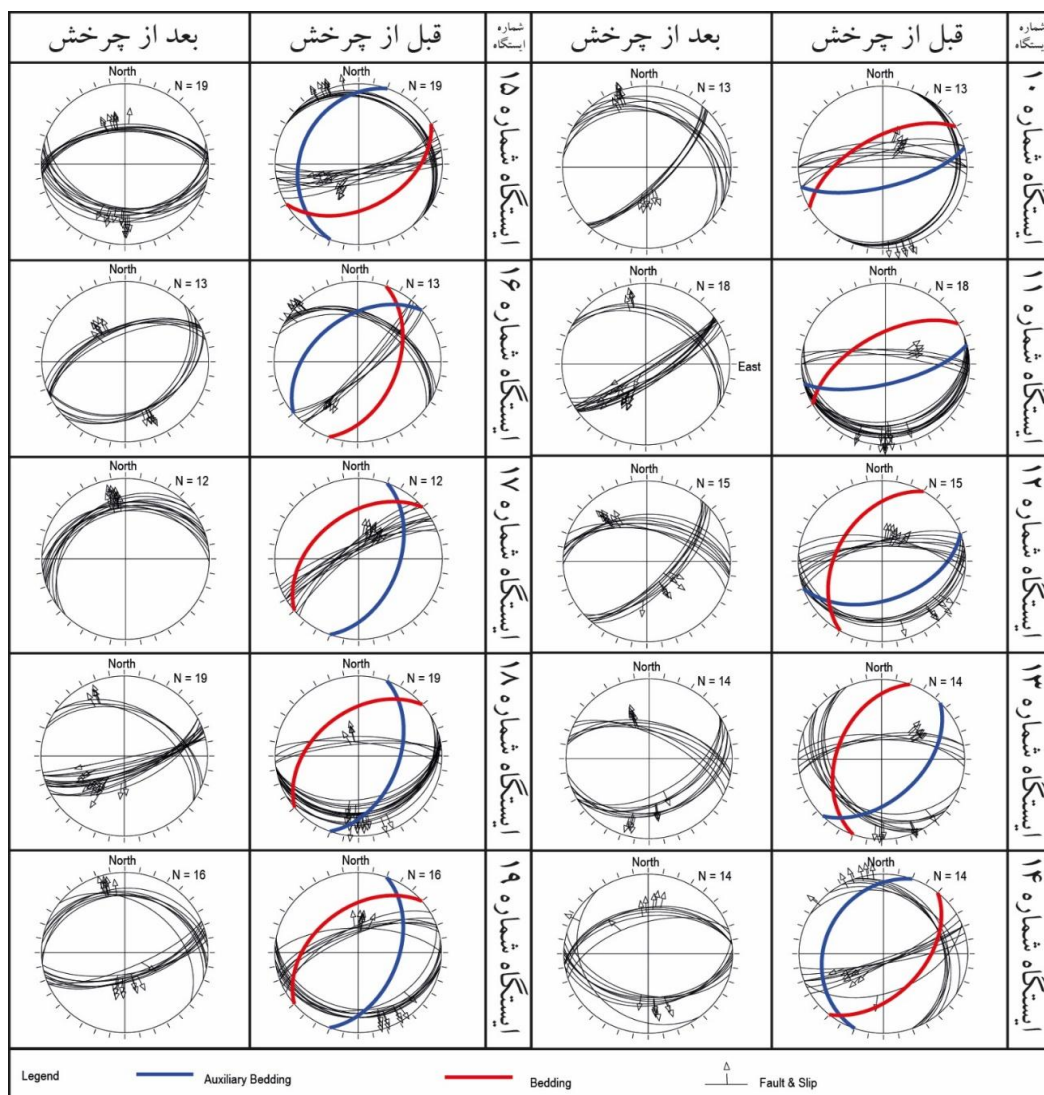 شماره ایستگاه
قبل از چرخش
بعد از چرخش
شماره ایستگاه
قبل از چرخش
بعد از چرخش
ایستگاه شماره ۱۰
North
N = 13
North
N = 13
ایستگاه شماره ۱۵
North
N = 19
North
N = 19
ایستگاه شماره ۱۱
North
N = 18
North
N = 18
East
ایستگاه شماره ۱۶
North
N = 13
North
N = 13
ایستگاه شماره ۱۲
North
N = 15
North
N = 15
ایستگاه شماره ۱۷
North
N = 12
North
N = 12
ایستگاه شماره ۱۳
North
N = 14
North
N = 14
ایستگاه شماره ۱۸
North
N = 19
North
N = 19
ایستگاه شماره ۱۴
North
N = 14
North
N = 14
ایستگاه شماره ۱۹
North
N = 16
North
N = 16
Legend
Auxiliary Bedding
Bedding
Fault & Slip